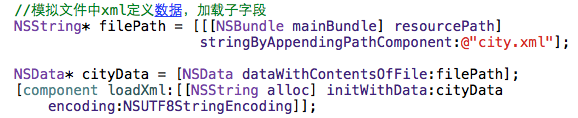 //模拟文件中xml定义数据，加载子字段
NSString* filePath = [[[NSBundle mainBundle] resourcePath]
stringByAppendingPathComponent:@"city.xml"];
NSData* cityData = [NSData dataWithContentsOfFile:filePath];
[component loadXml:[[NSString alloc] initWithData:cityData
encoding:NSUTF8StringEncoding]];